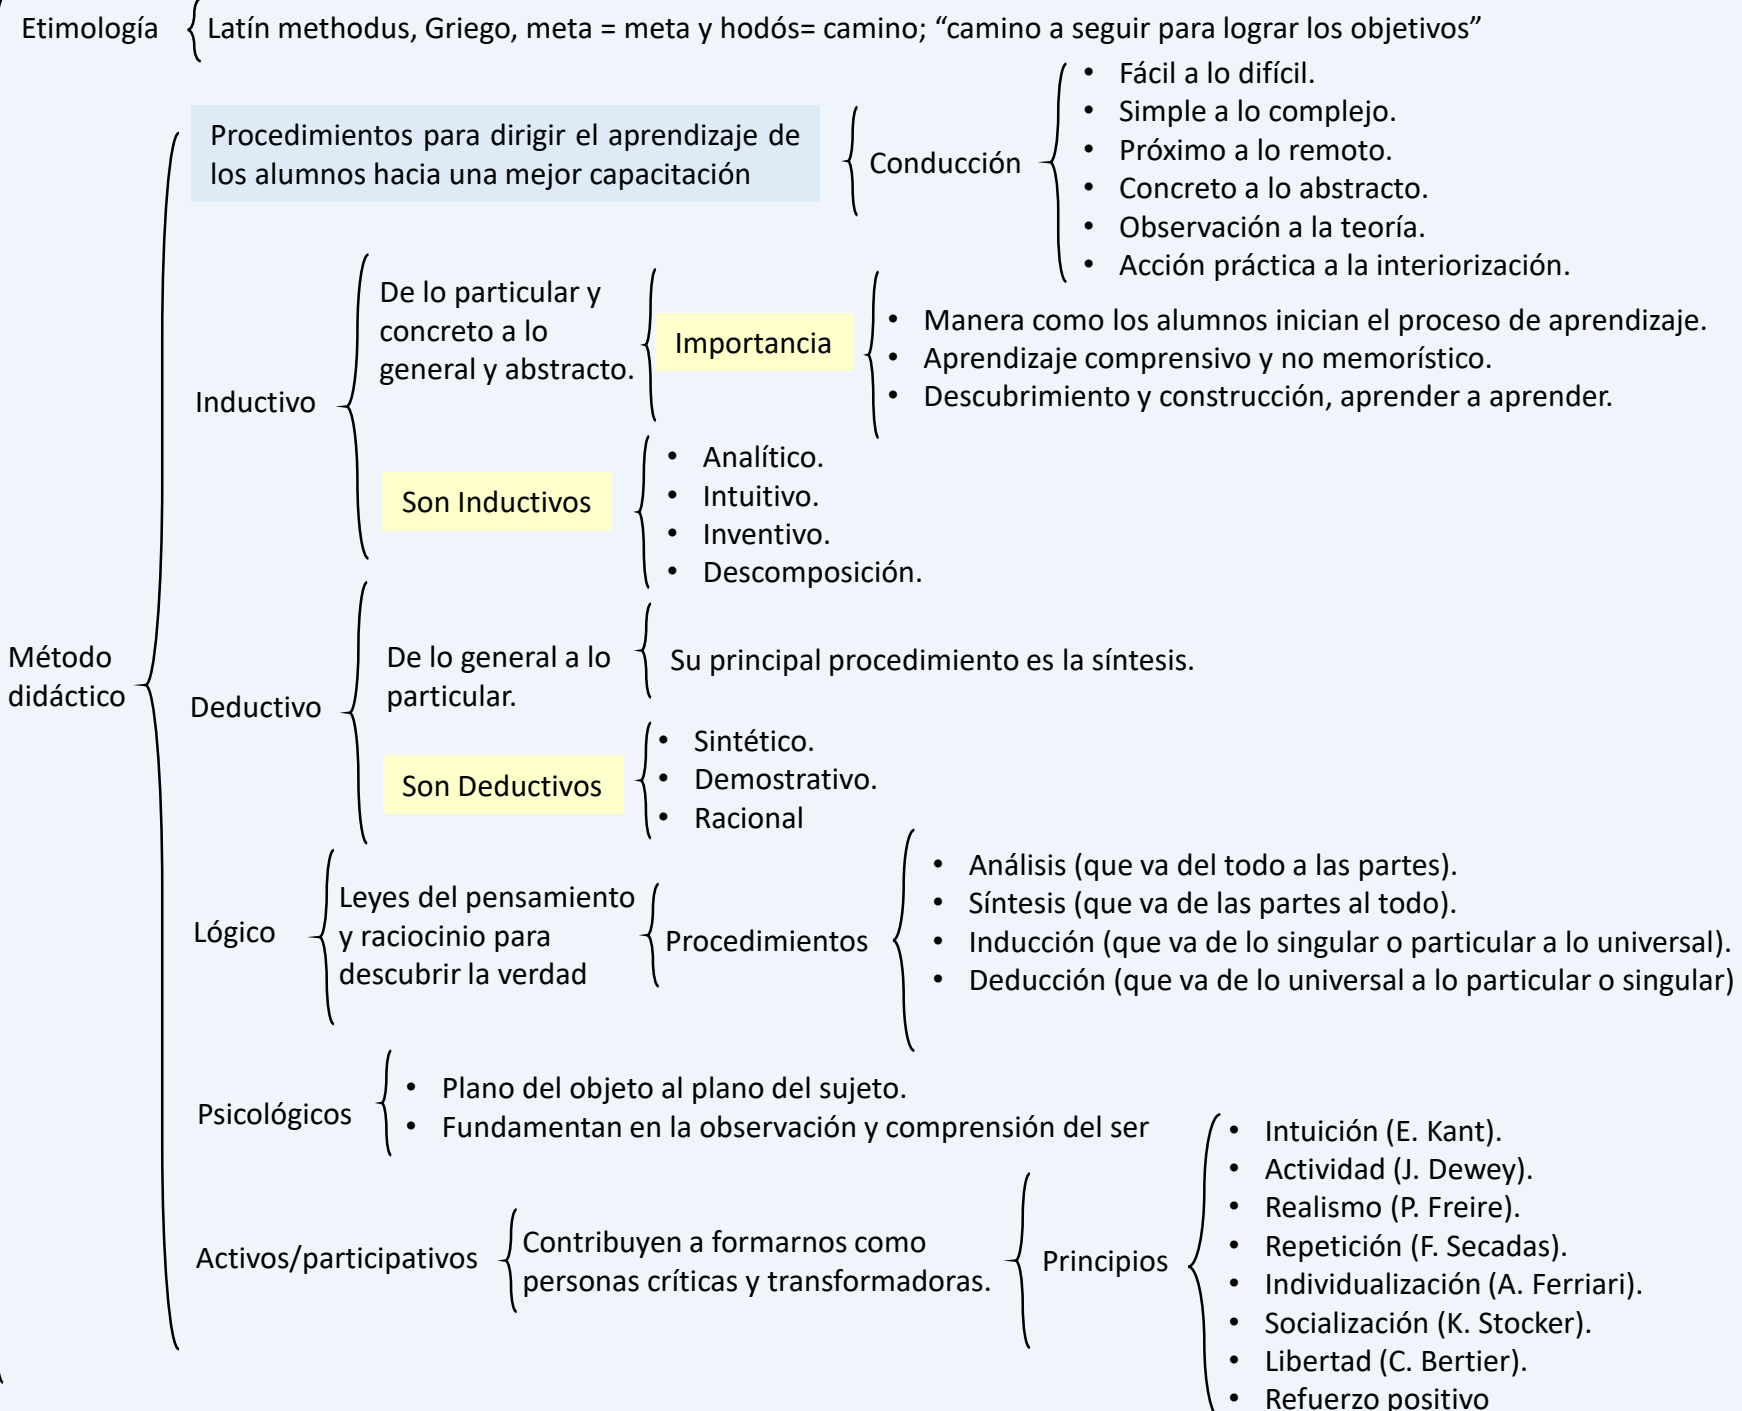 Etimología
Latín methodus, Griego, meta = meta y hodós= camino; “camino a seguir para lograr los objetivos”
Método
didáctico
Procedimientos para dirigir el aprendizaje de
los alumnos hacia una mejor capacitación
Conducción
• Fácil a lo difícil.
• Simple a lo complejo.
• Próximo a lo remoto.
• Concreto a lo abstracto.
• Observación a la teoría.
• Acción práctica a la interiorización.
Inductivo
De lo particular y
concreto a lo
general y abstracto.
Importancia
• Manera como los alumnos inician el proceso de aprendizaje.
• Aprendizaje comprensivo y no memorístico.
• Descubrimiento y construcción, aprender a aprender.
Son Inductivos
• Analítico.
• Intuitivo.
• Inventivo.
• Descomposición.
Deductivo
De lo general a lo
particular.
Su principal procedimiento es la síntesis.
Son Deductivos
• Sintético.
• Demostrativo.
• Racional
Lógico
Leyes del pensamiento
y raciocinio para
descubrir la verdad
Procedimientos
• Análisis (que va del todo a las partes).
• Síntesis (que va de las partes al todo).
• Inducción (que va de lo singular o particular a lo universal).
• Deducción (que va de lo universal a lo particular o singular)
Psicológicos
• Plano del objeto al plano del sujeto.
• Fundamentan en la observación y comprensión del ser
Activos/participativos
Contribuyen a formarnos como
personas críticas y transformadoras.
Principios
• Intuición (E. Kant).
• Actividad (J. Dewey).
• Realismo (P. Freire).
• Repetición (F. Secadas).
• Individualización (A. Ferriari).
• Socialización (K. Stocker).
• Libertad (C. Bertier).
• Refuerzo positivo